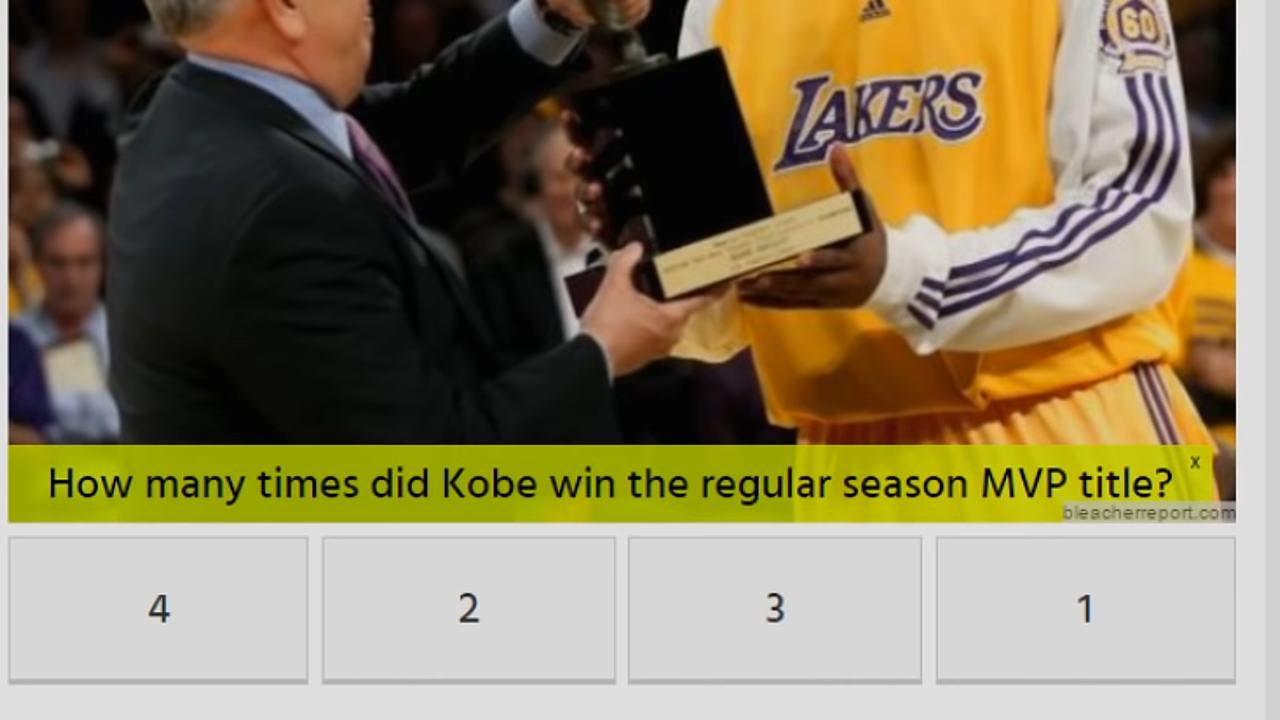 60
LAKERS
How many times did Kobe win the regular season MVP title?
x
bleacherreport.com
4
2
3
1